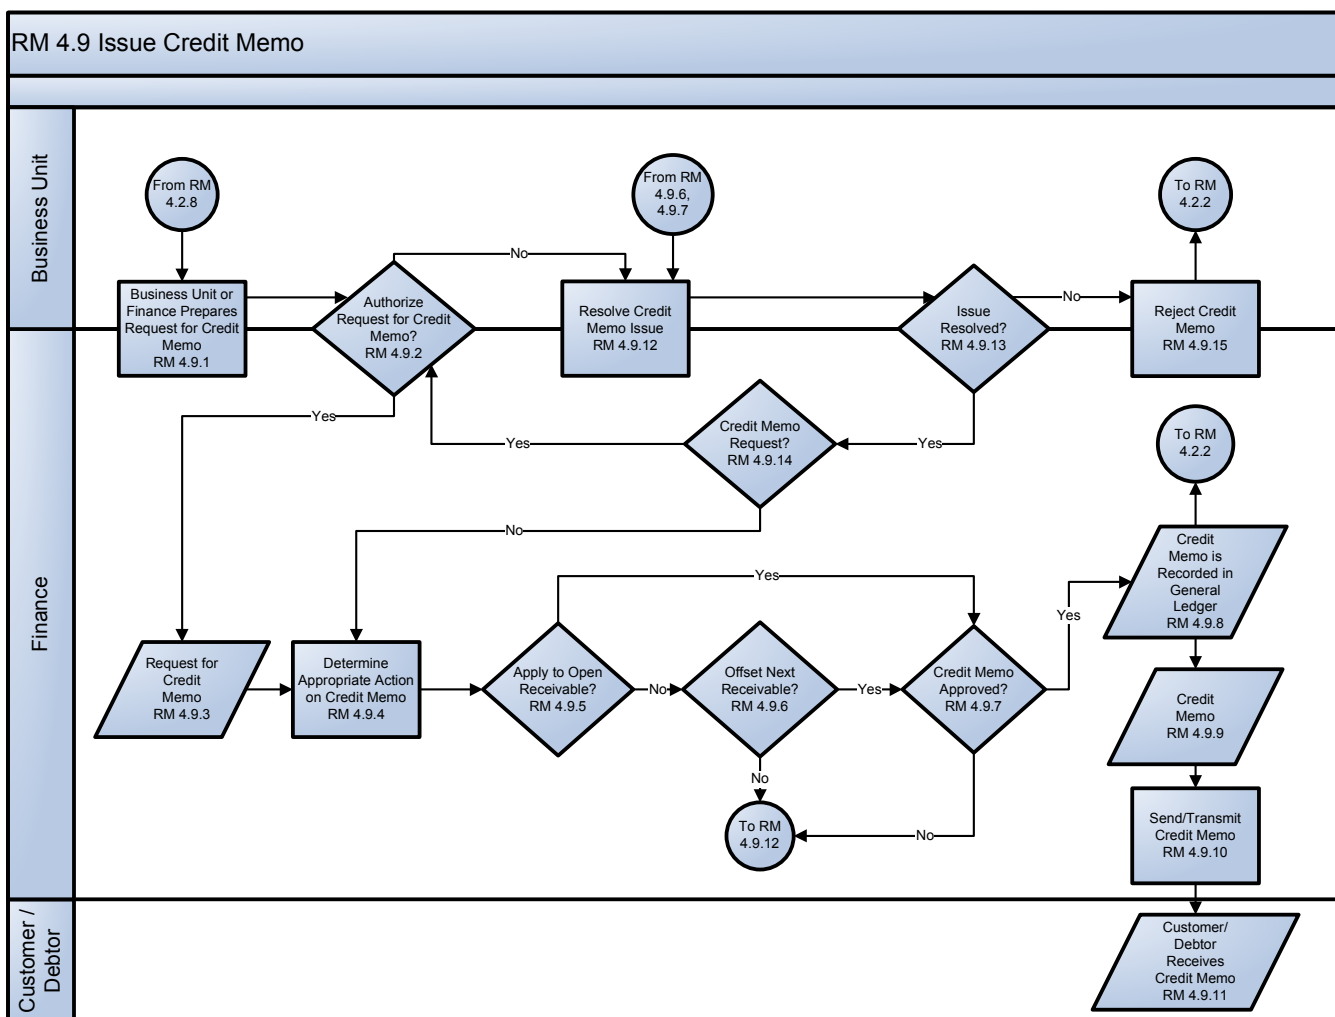 RM 4.9 Issue Credit Memo
Business Unit
From RM
4.2.8
From RM
4.9.6,
4.9.7
To RM
4.2.2
Business Unit or
Finance Prepares
Request for Credit
Memo
RM 4.9.1
Authorize
Request for Credit
Memo?
RM 4.9.2
No
Resolve Credit
Memo Issue
RM 4.9.12
Issue
Resolved?
RM 4.9.13
No
Reject Credit
Memo
RM 4.9.15
Finance
Yes
Yes
Credit Memo
Request?
RM 4.9.14
Yes
To RM
4.2.2
No
Request for
Credit
Memo
RM 4.9.3
Determine
Appropriate Action
on Credit Memo
RM 4.9.4
Apply to Open
Receivable?
RM 4.9.5
Yes
No
Offset Next
Receivable?
RM 4.9.6
Yes
Credit Memo
Approved?
RM 4.9.7
Yes
Credit
Memo is
Recorded in
General
Ledger
RM 4.9.8
Credit
Memo
RM 4.9.9
No
To RM
4.9.12
No
Send/Transmit
Credit Memo
RM 4.9.10
Customer /
Debtor
Customer/
Debtor
Receives
Credit Memo
RM 4.9.11